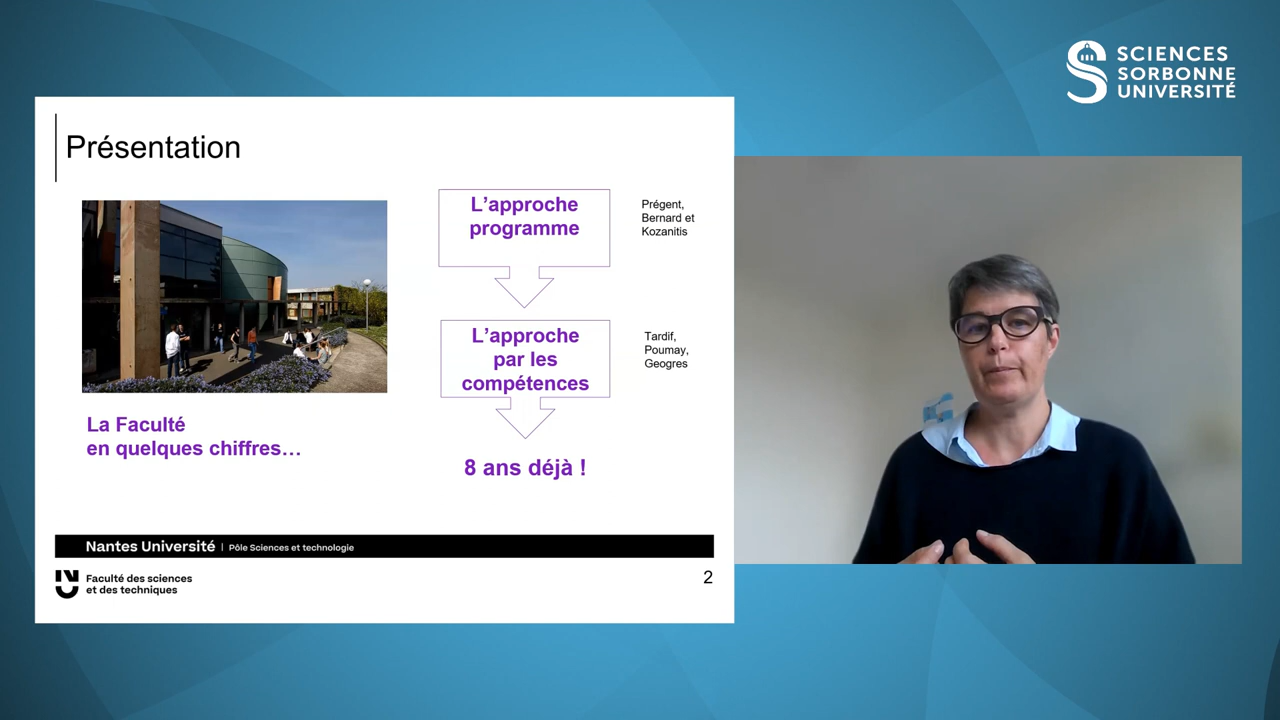 SCIENCES
SORBONNE
UNIVERSITÉ
Présentation
L'approche
programme
Prégent,
Bernard et
Kozanitis
L'approche
par les
compétences
Tardif,
Poumay,
Geogres
La Faculté
en quelques chiffres…
8 ans déjà !
Nantes Université | Pôle Sciences et technologie
Faculté des sciences
et des techniques
2